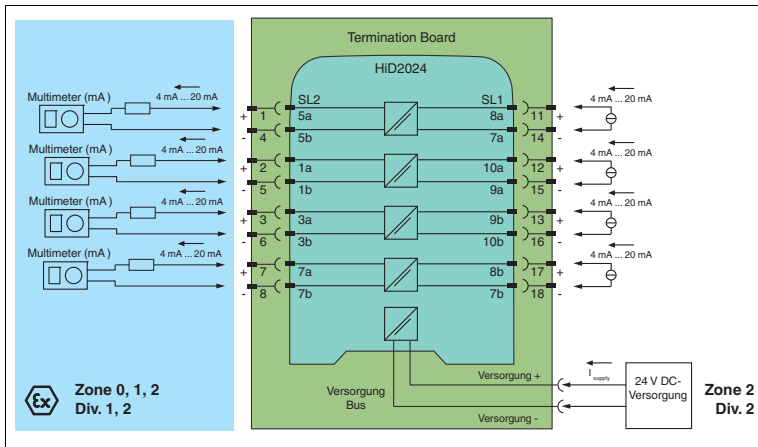 Termination Board
HiD2024
4 mA ... 20 mA
Multimeter (mA)
SL2
SL1
4 mA ... 20 mA
+
1
5a
8a
11
+
-
4
5b
7a
14
-
4 mA ... 20 mA
Multimeter (mA)
4 mA ... 20 mA
+
2
1a
10a
12
+
-
5
1b
9a
15
-
4 mA ... 20 mA
Multimeter (mA)
4 mA ... 20 mA
+
3
3a
9b
13
+
-
6
3b
10b
16
-
4 mA ... 20 mA
Multimeter (mA)
4 mA ... 20 mA
+
7
7a
8b
17
+
-
8
7b
7b
18
-
Versorgung +
I supply
Versorgung
Bus
Versorgung -
24 V DC-
Versorgung
Ex
Zone 0, 1, 2
Div. 1, 2
Zone 2
Div. 2